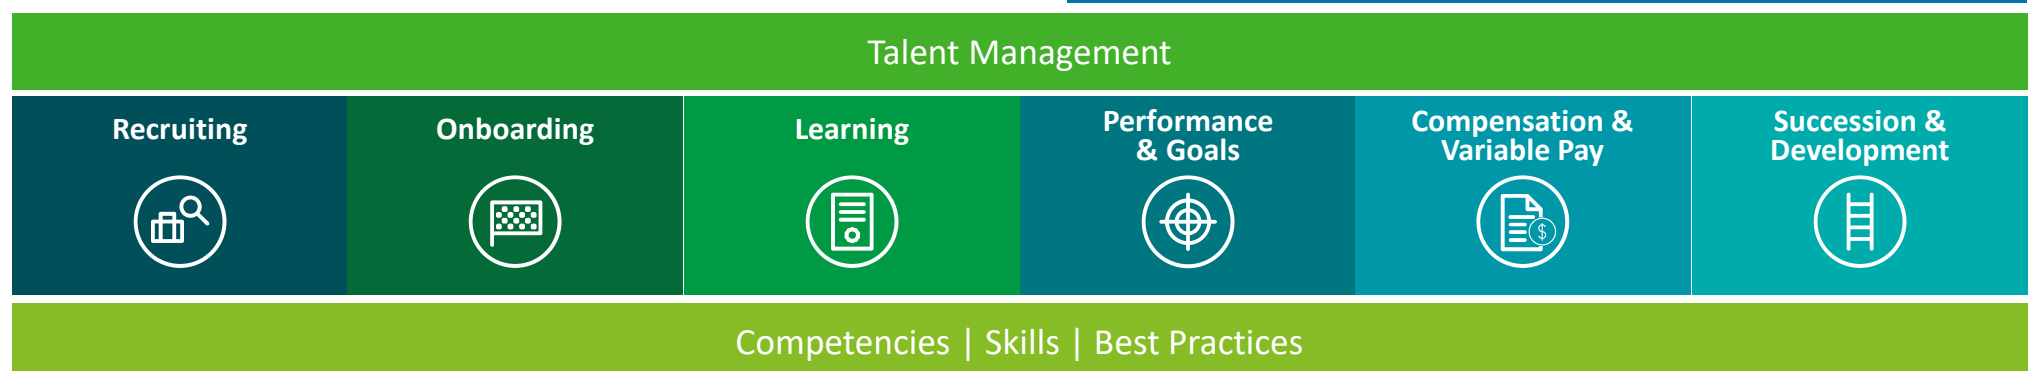 Talent Management
Recruiting
Onboarding
Learning
Performance
& Goals
Compensation &
Variable Pay
Succession &
Development
$
Competencies | Skills | Best Practices